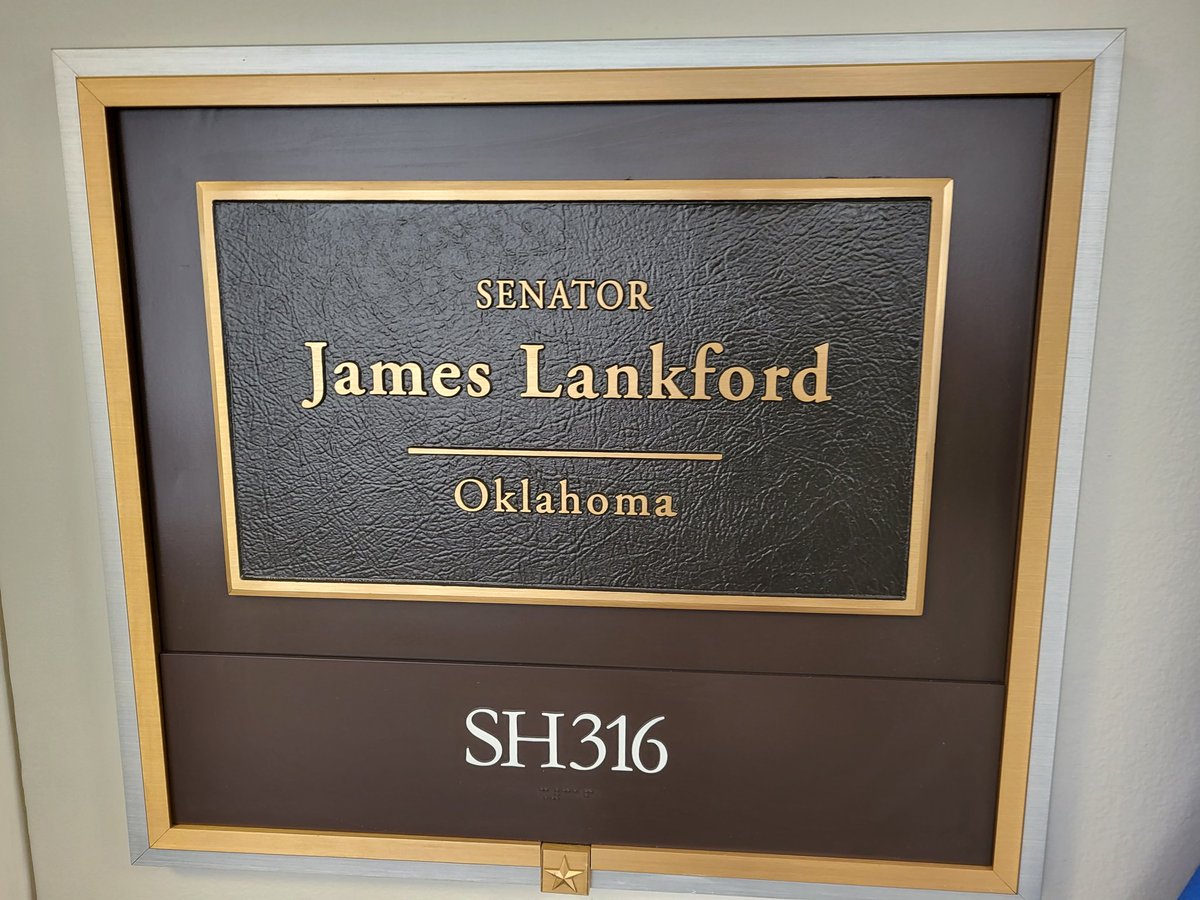 SENATOR
James Lankford
Oklahoma
SH316